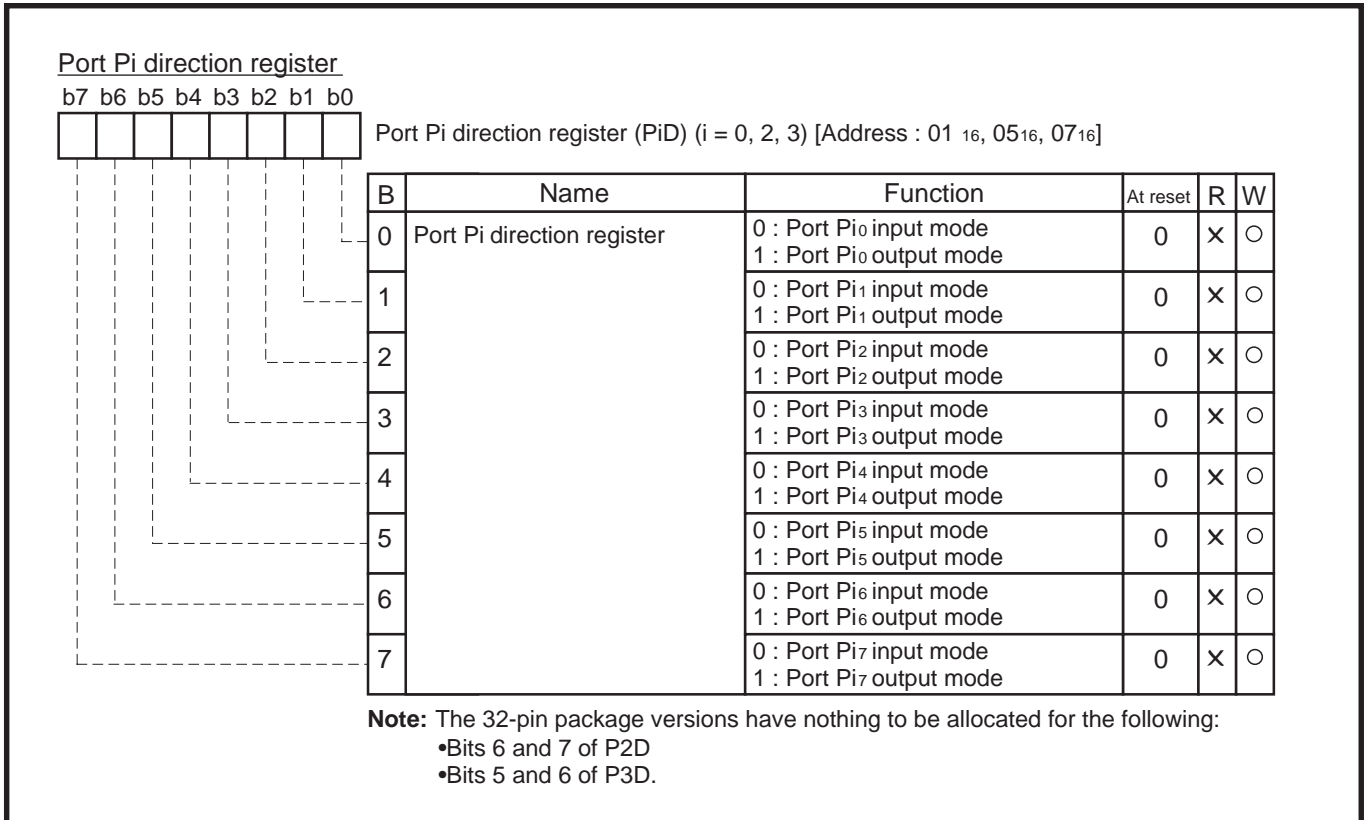 Port Pi direction register
b7 b6 b5 b4 b3 b2 b1 b0
Port Pi direction register (PiD) (i = 0, 2, 3) [Address : 01 16, 0516, 0716]
B Name Function At reset R W
0 Port Pi direction register 0 : Port Pi0 input mode
1 : Port Pi0 output mode 0 × ○
1 0 : Port Pi1 input mode
1 : Port Pi1 output mode 0 × ○
2 0 : Port Pi2 input mode
1 : Port Pi2 output mode 0 × ○
3 0 : Port Pi3 input mode
1 : Port Pi3 output mode 0 × ○
4 0 : Port Pi4 input mode
1 : Port Pi4 output mode 0 × ○
5 0 : Port Pi5 input mode
1 : Port Pi5 output mode 0 × ○
6 0 : Port Pi6 input mode
1 : Port Pi6 output mode 0 × ○
7 0 : Port Pi7 input mode
1 : Port Pi7 output mode 0 × ○
Note: The 32-pin package versions have nothing to be allocated for the following:
•Bits 6 and 7 of P2D
•Bits 5 and 6 of P3D.